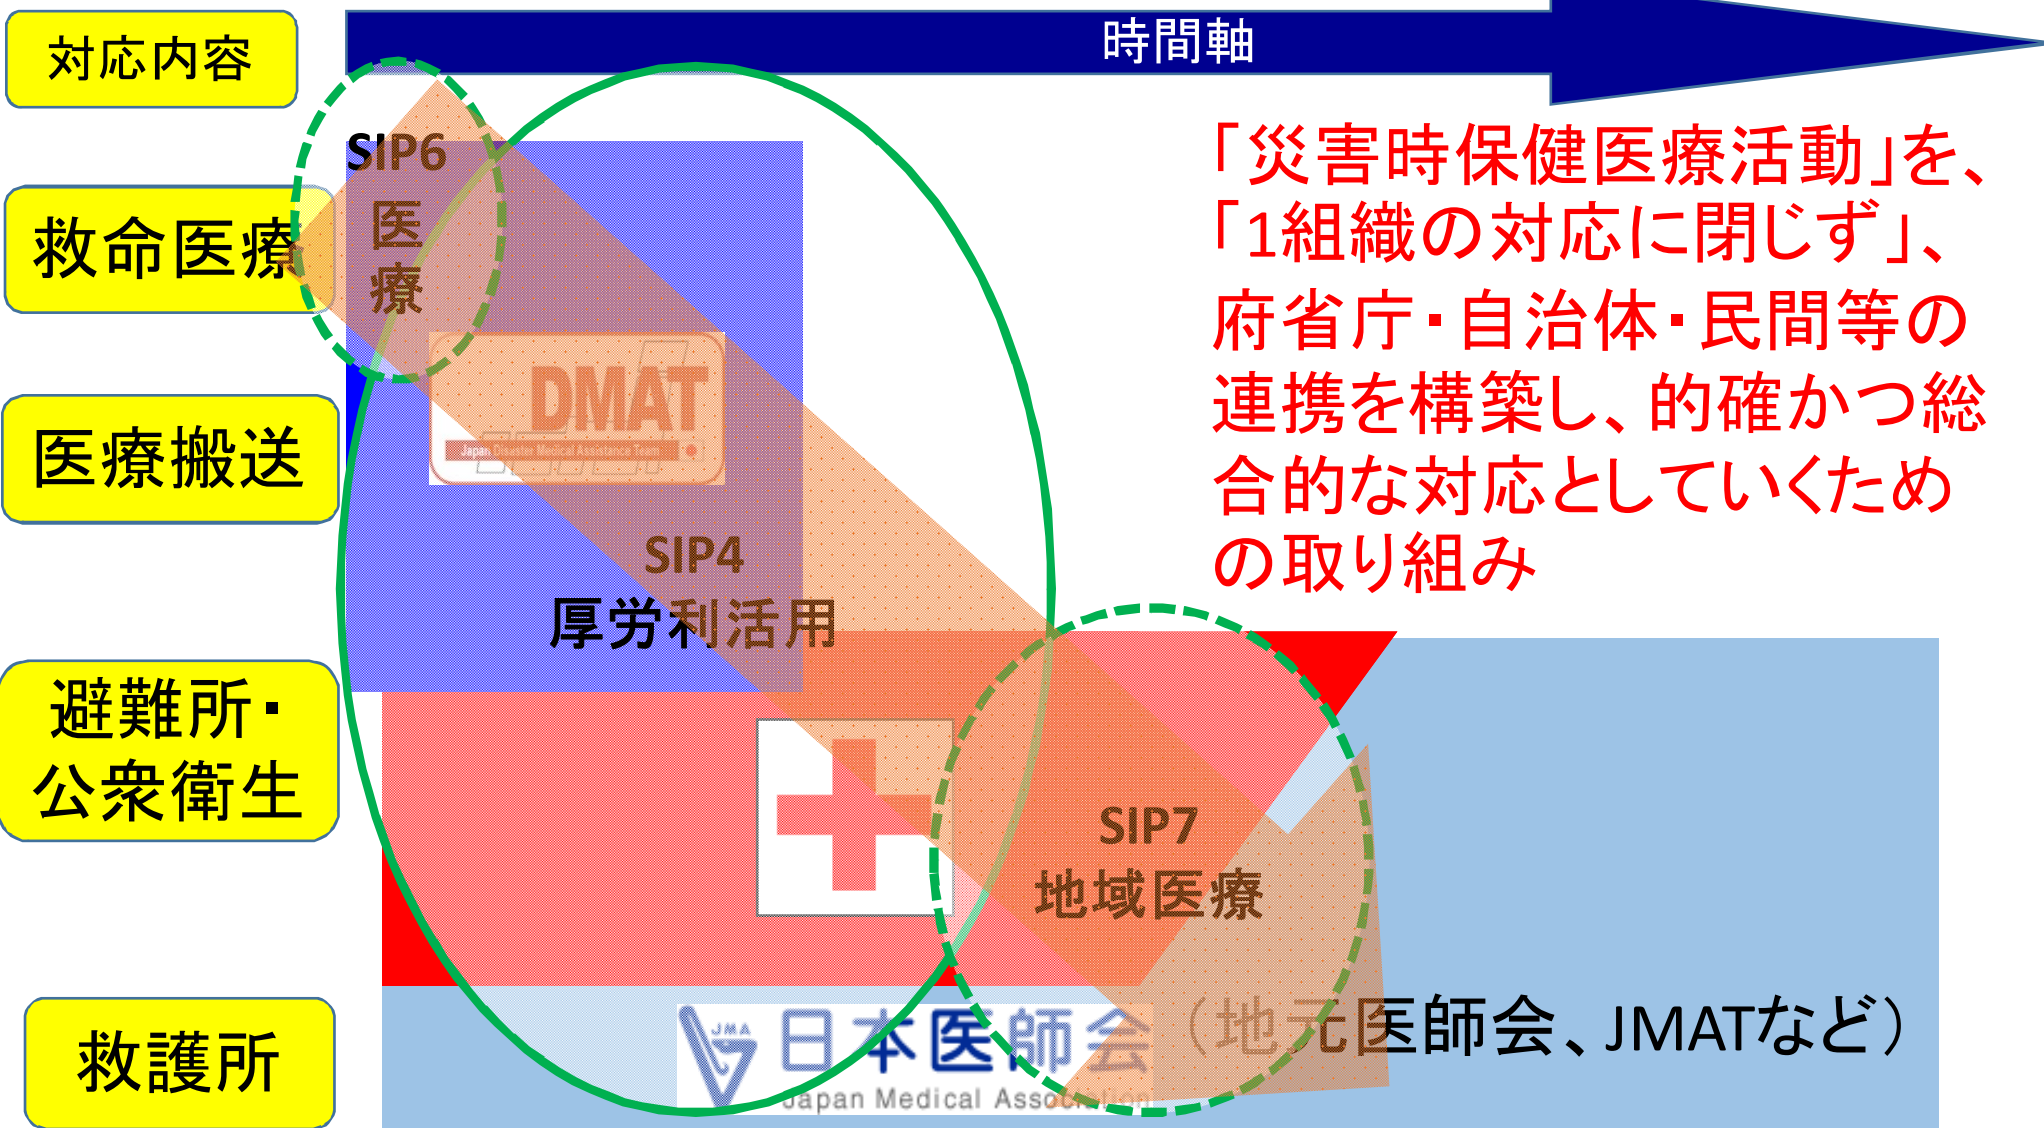 対応内容
時間軸
SIP6
医
療
救命医療
「災害時保健医療活動」を、
「1組織の対応に閉じず」、
府省庁・自治体・民間等の
連携を構築し、的確かつ総
合的な対応としていくため
の取り組み
DMAT
Japan Disaster Medical Assistance Team
医療搬送
SIP4
厚労利活用
避難所・
公衆衛生
SIP7
地域医療
救護所
JMA
日本医師会
Japan Medical Association
（地元医師会、JMATなど）